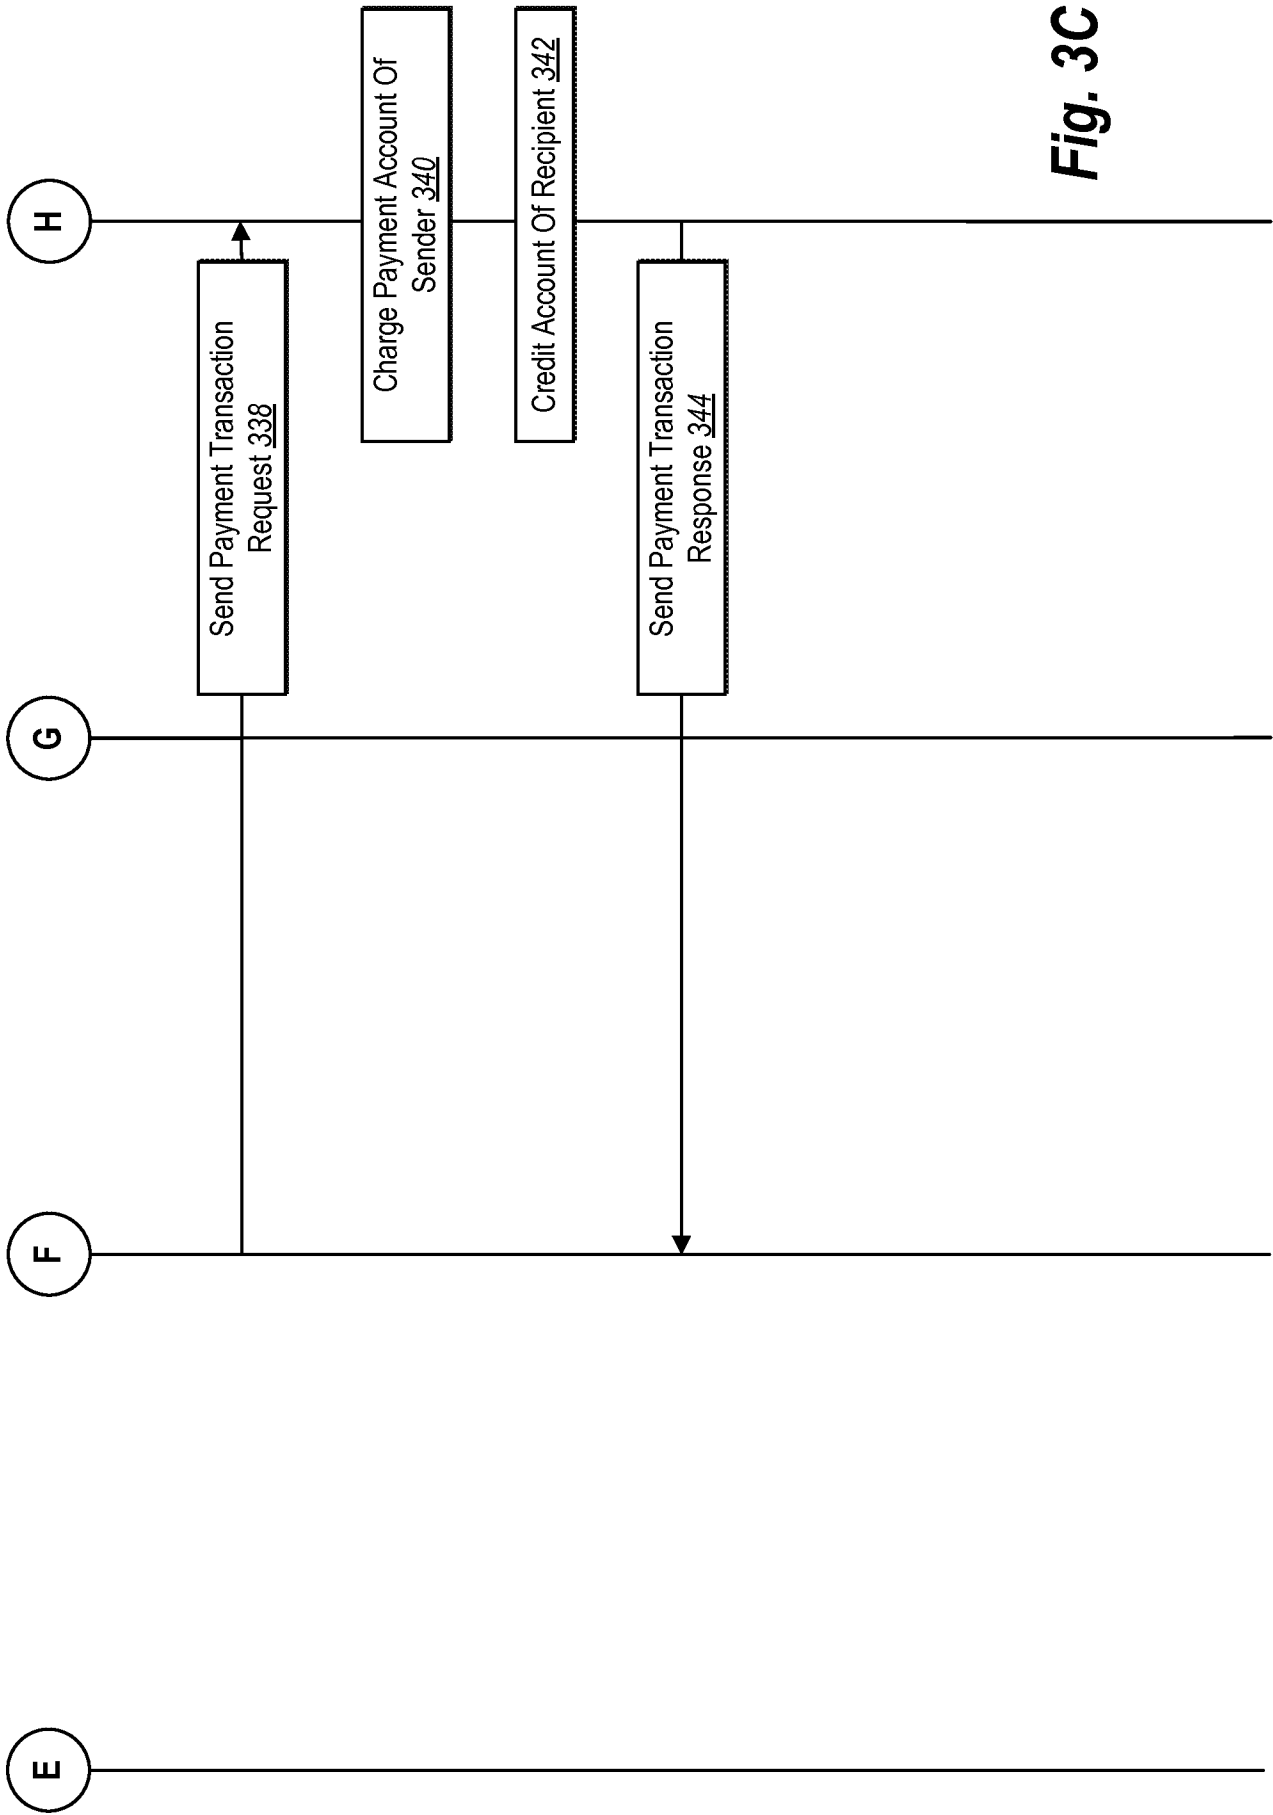 E
F
G
H
Send Payment Transaction
Request 338
Charge Payment Account Of
Sender 340
Credit Account Of Recipient 342
Send Payment Transaction
Response 344
Fig. 3C